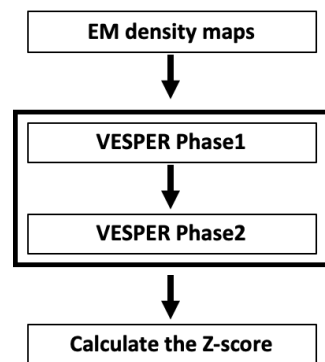 EM density maps
VESPER Phase1
VESPER Phase2
Calculate the Z-score